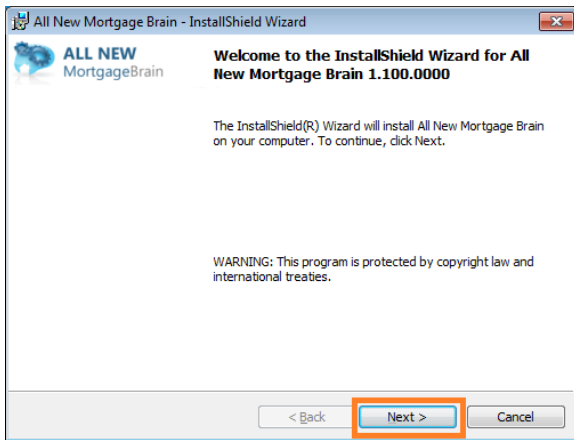 All New Mortgage Brain - InstallShield Wizard
ALL NEW
MortgageBrain
Welcome to the InstallShield Wizard for All
New Mortgage Brain 1.100.0000
The InstallShield(R) Wizard will install All New Mortgage Brain
on your computer. To continue, click Next.
WARNING: This program is protected by copyright law and
international treaties.
< Back
Next >
Cancel